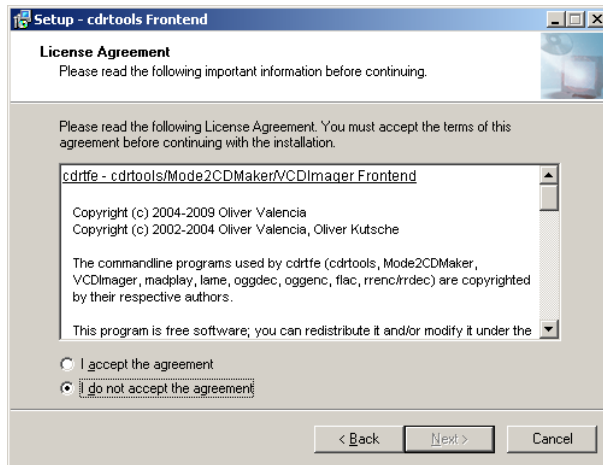 Setup - cdrtools Frontend
License Agreement
Please read the following important information before continuing.
Please read the following License Agreement. You must accept the terms of this
agreement before continuing with the installation.
cdrtfe - cdrtools/Mode2CDMaker/VCDImager Frontend
Copyright (c) 2004-2009 Oliver Valencia
Copyright (c) 2002-2004 Oliver Valencia, Oliver Kutsche
The commandline programs used by cdrtfe (cdrtools, Mode2CDMaker,
VCDImager, madplay, lame, oggdec, oggenc, flac, rrenc/rrdec) are copyrighted
by their respective authors.
This program is free software; you can redistribute it and/or modify it under the
I accept the agreement
I do not accept the agreement
< Back
Next >
Cancel